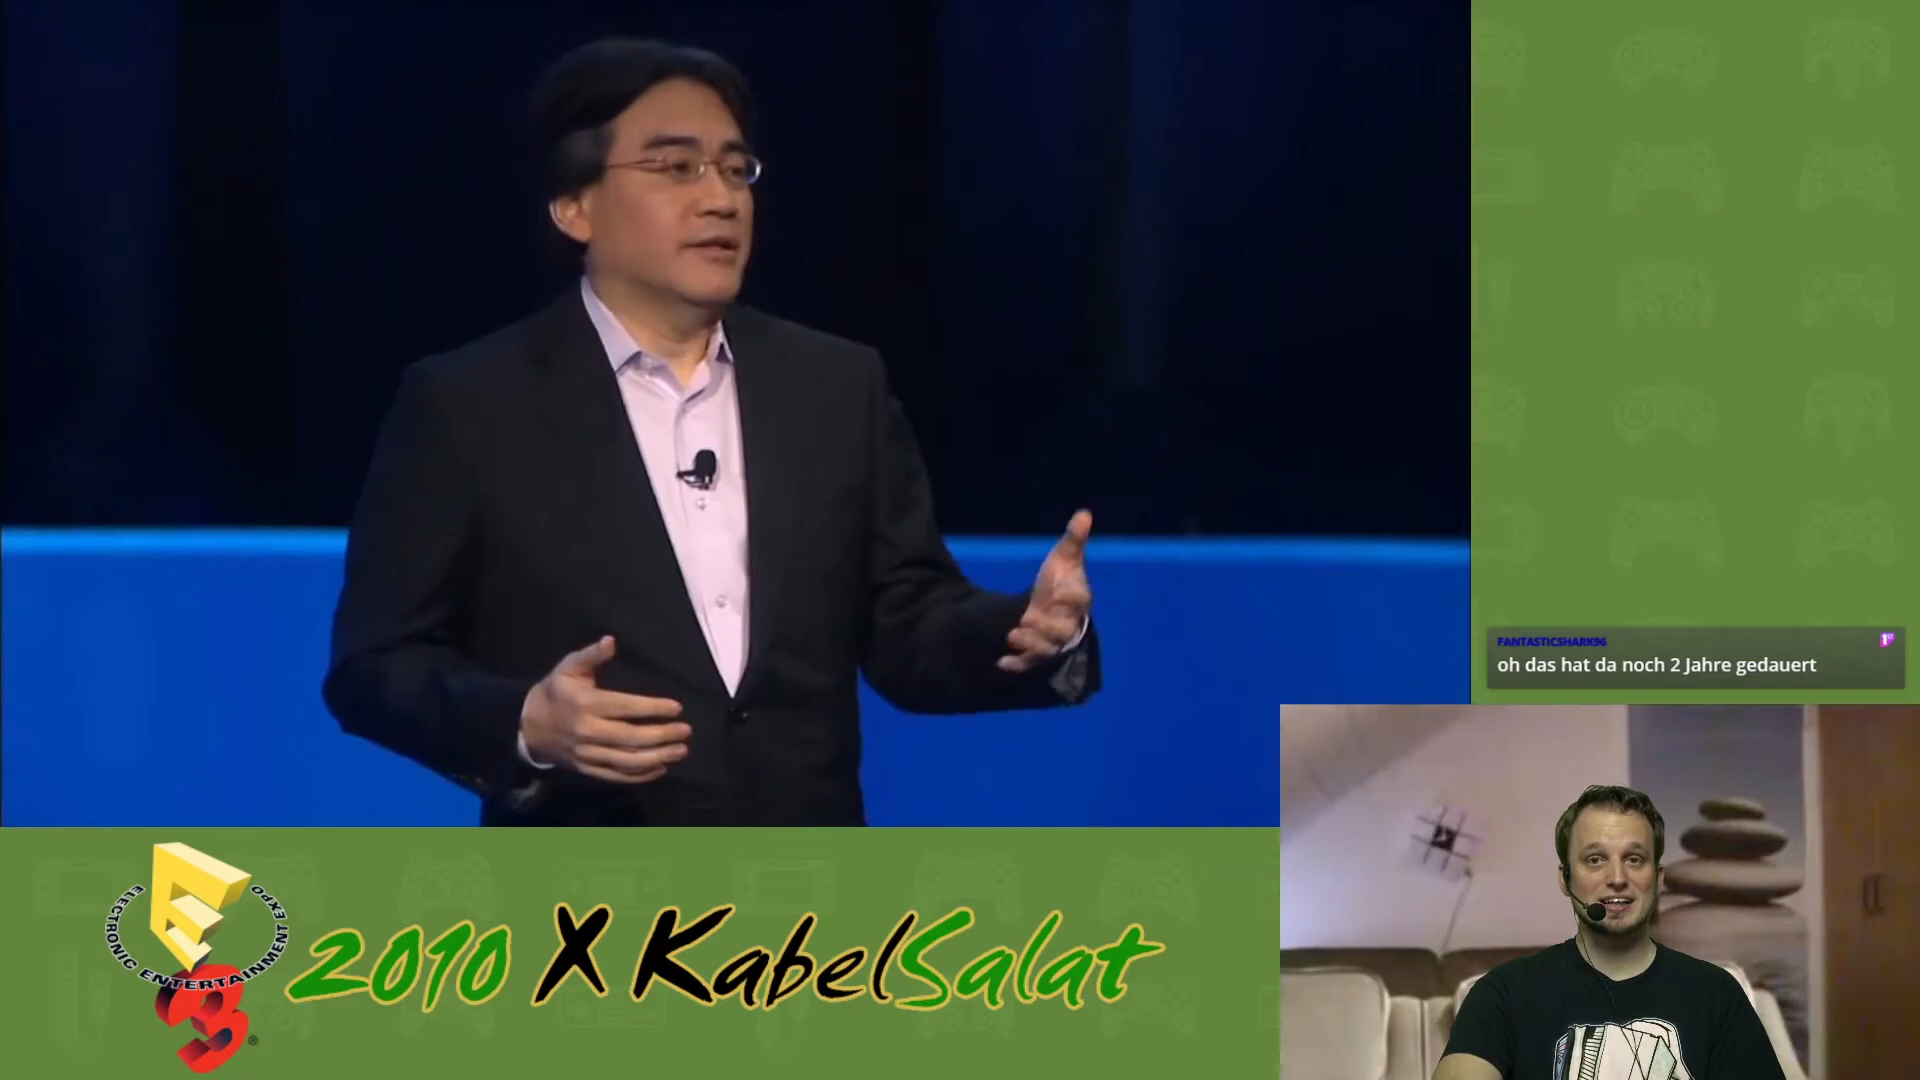 FANTASTICSHARK96
oh das hat da noch 2 Jahre gedauert
E3
ELECTRONIC ENTERTAINMENT EXPO
®
2010 X KabelSalat